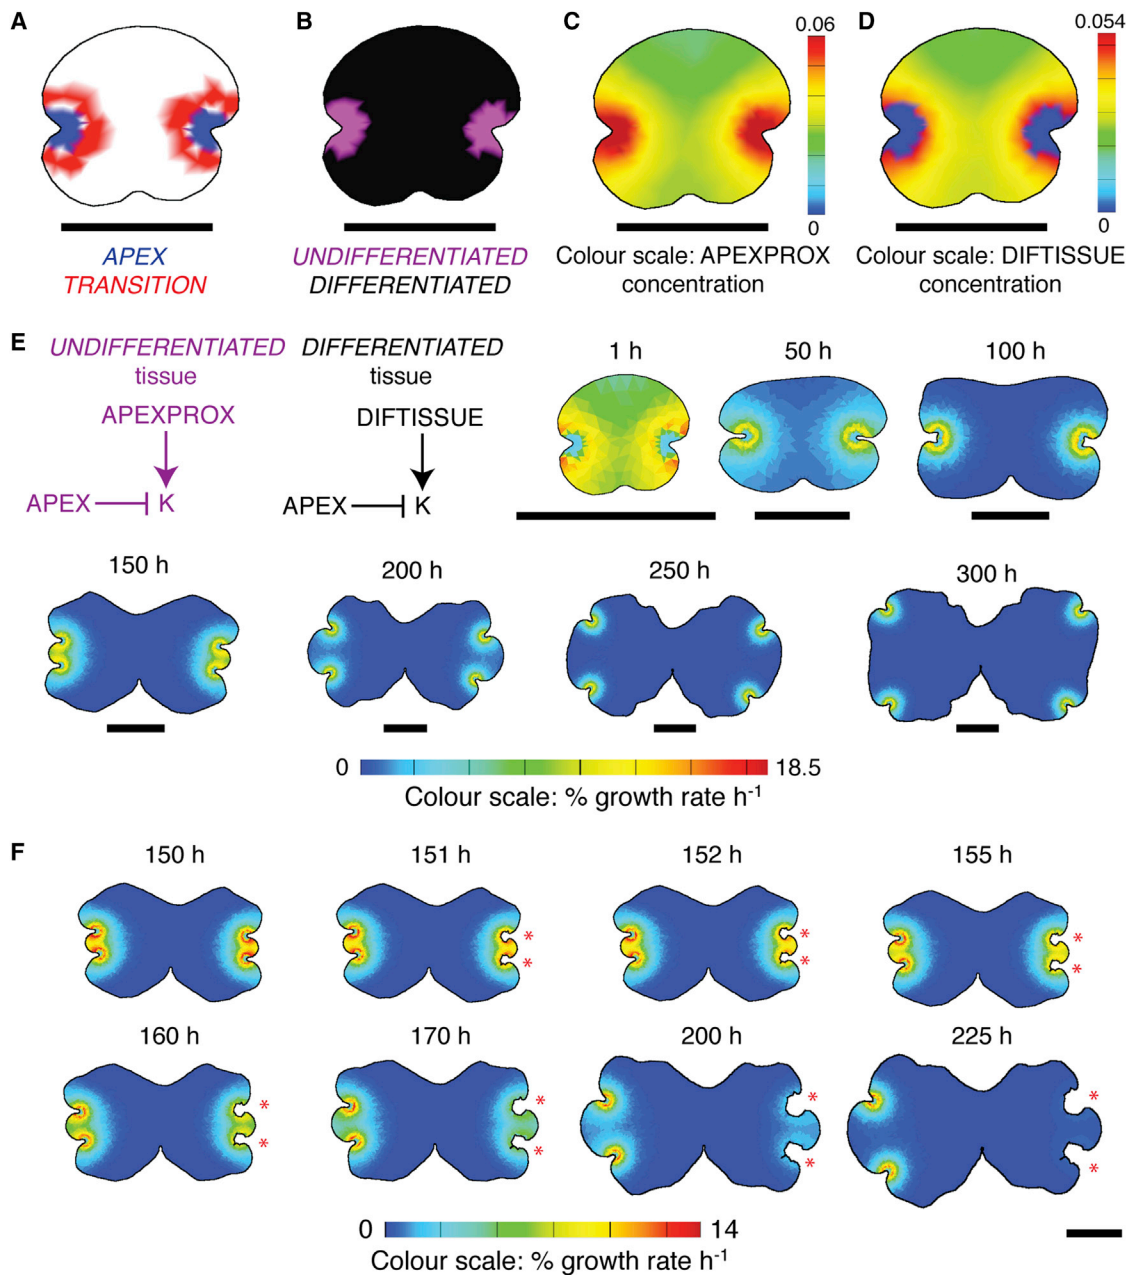 A
B
C
D
0.06
0
0.054
0
APEX
TRANSITION
UNDIFFERENTIATED
DIFFERENTIATED
Colour scale: APEXPROX
concentration
Colour scale: DIFTISSUE
concentration
E
UNDIFFERENTIATED
tissue
APEXPROX
APEX
K
DIFFERENTIATED
tissue
DIFTISSUE
APEX
K
1 h
50 h
100 h
150 h
200 h
250 h
300 h
0
18.5
Colour scale: % growth rate h-1
F
150 h
151 h
152 h
155 h
*
*
*
*
*
*
160 h
170 h
200 h
225 h
*
*
*
*
*
*
*
*
0
14
Colour scale: % growth rate h-1